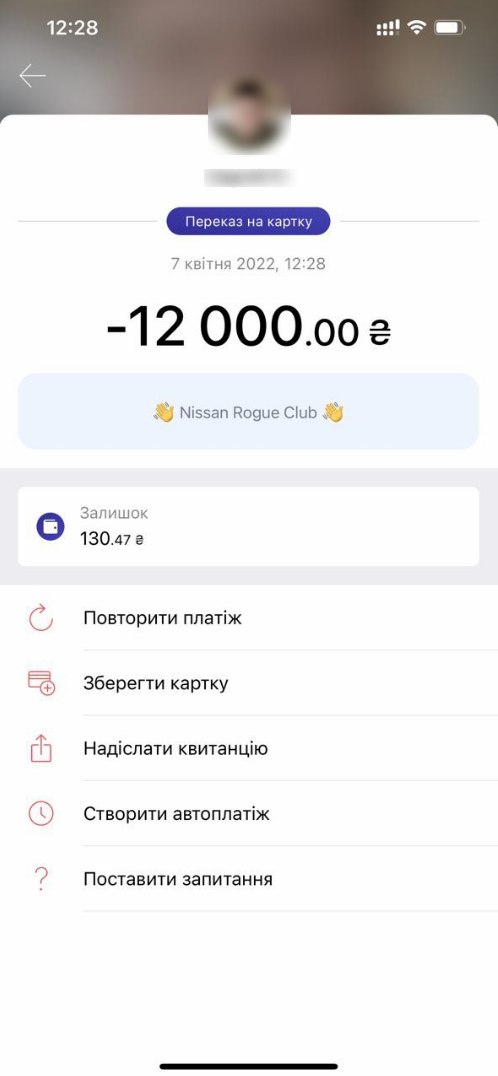 12:28
Переказ на картку
7 квітня 2022, 12:28
-12 000.00 ₴
👋 Nissan Rogue Club 👋
Залишок
130.47 ₴
Повторити платіж
Зберегти картку
Надіслати квитанцію
Створити автоплатіж
Поставити запитання